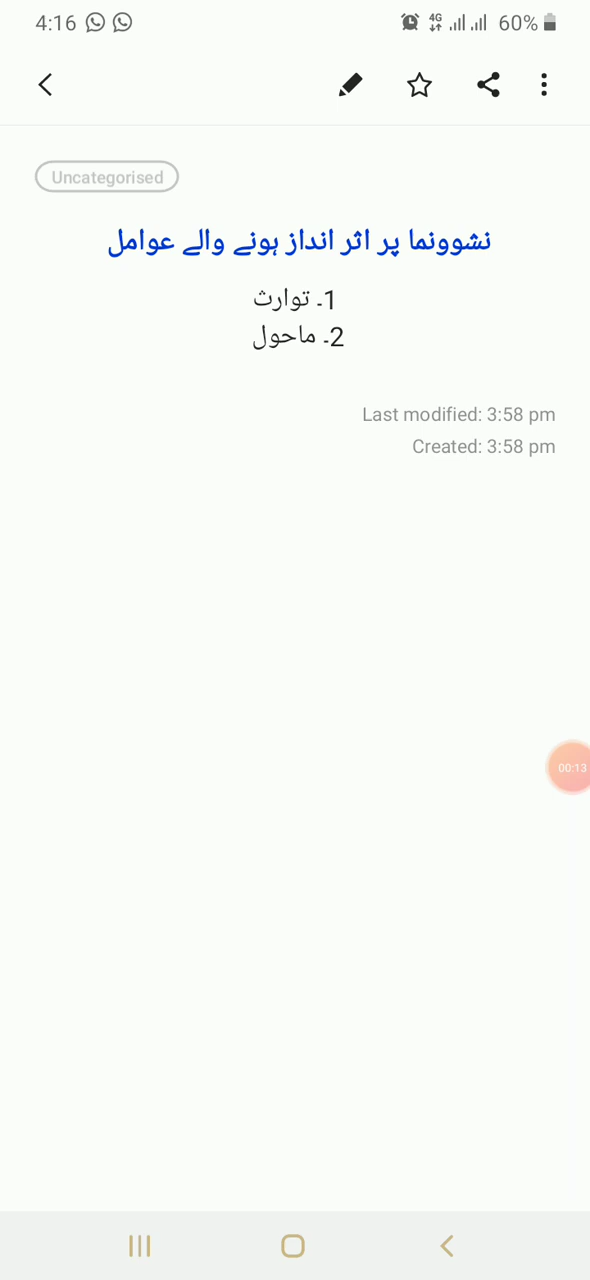 4:16 4G 60%
Uncategorised
نشوونما پر اثر انداز ہونے والے عوامل
1۔ توارث
2۔ ماحول
Last modified: 3:58 pm
Created: 3:58 pm
00:13